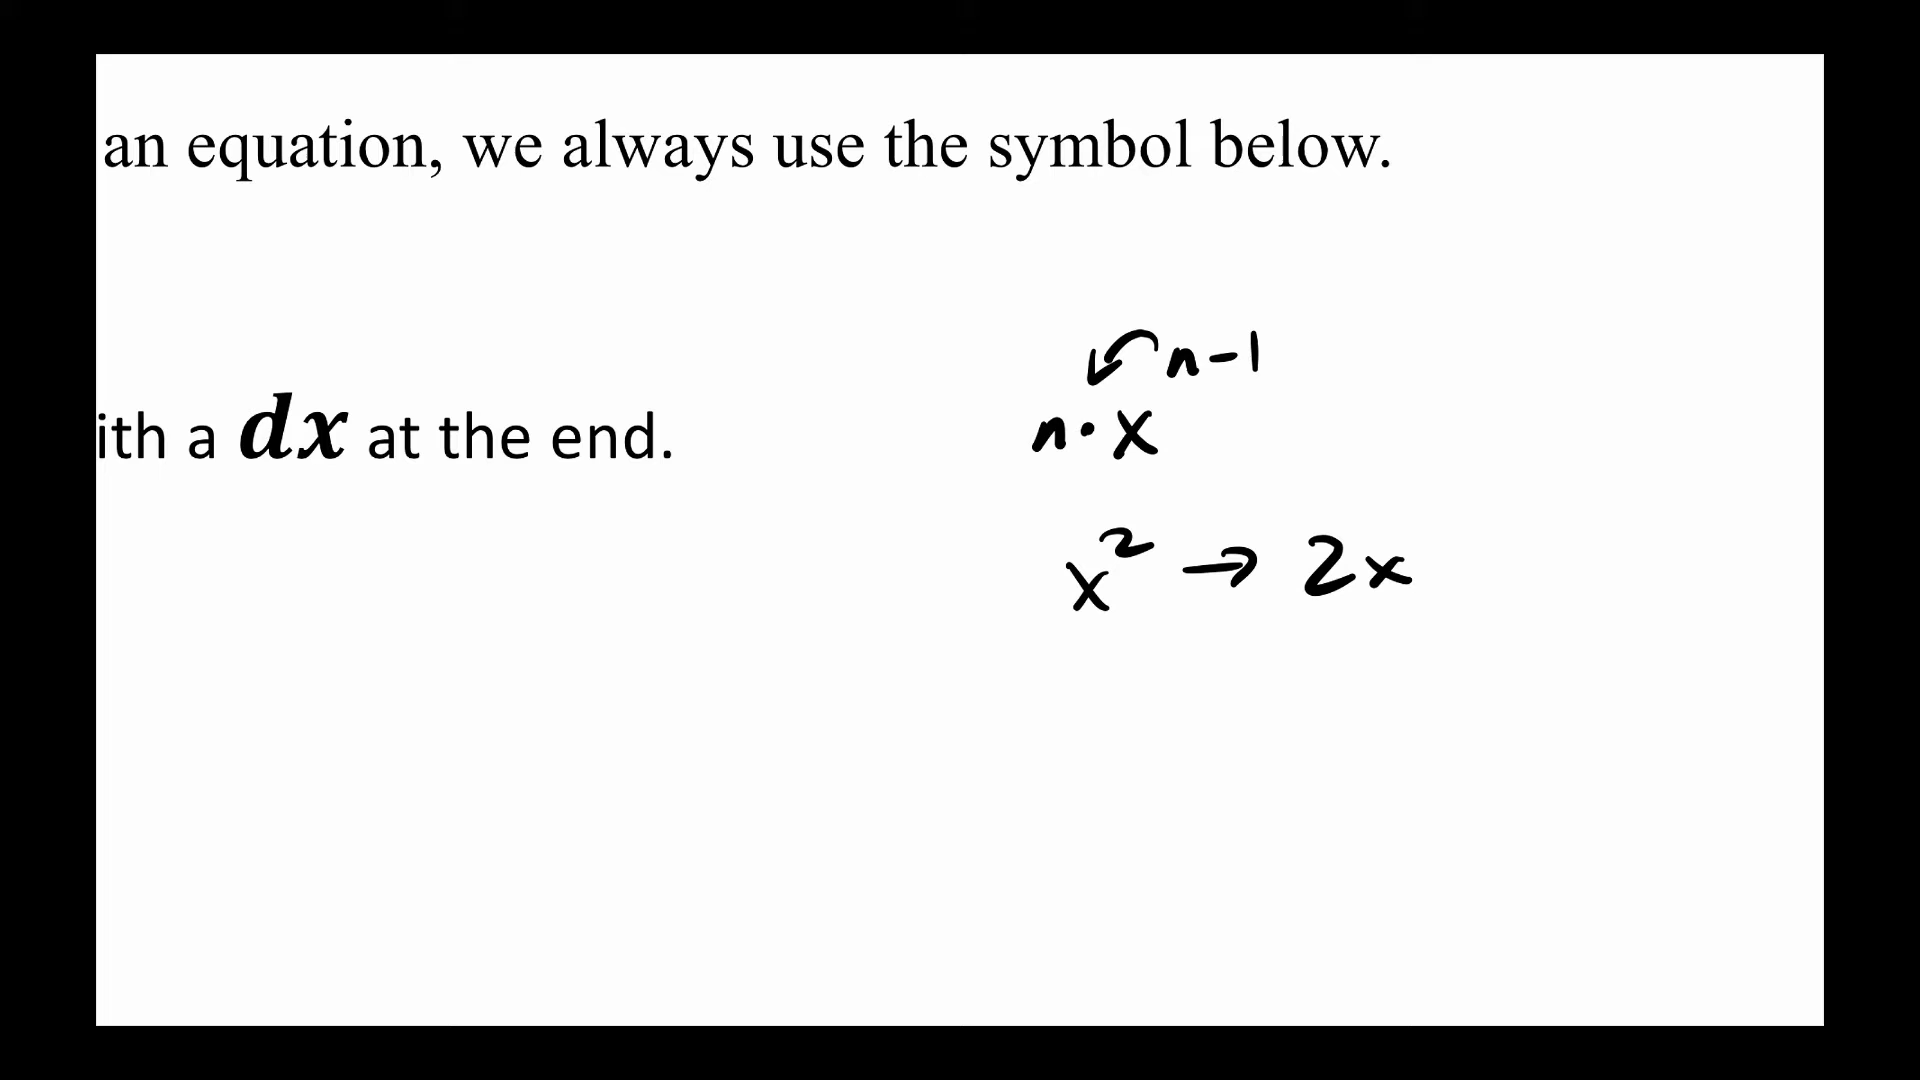 an equation, we always use the symbol below.
ith a dx at the end.
n-1
n·x
x² → 2x